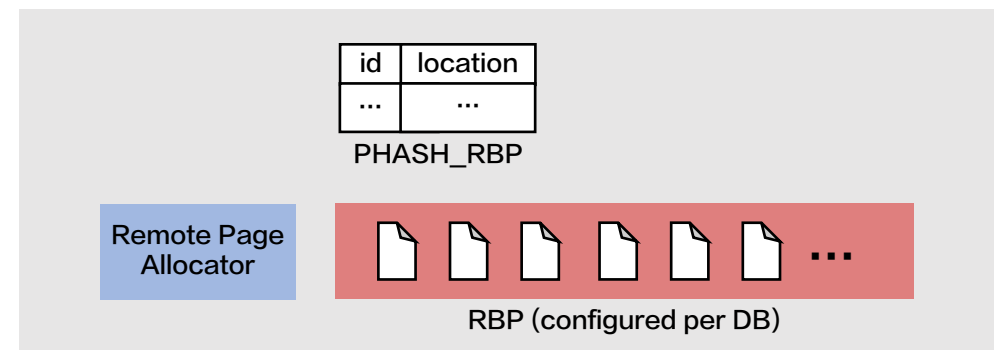 id location
... ...
PHASH_RBP
Remote Page
Allocator
...
RBP (configured per DB)